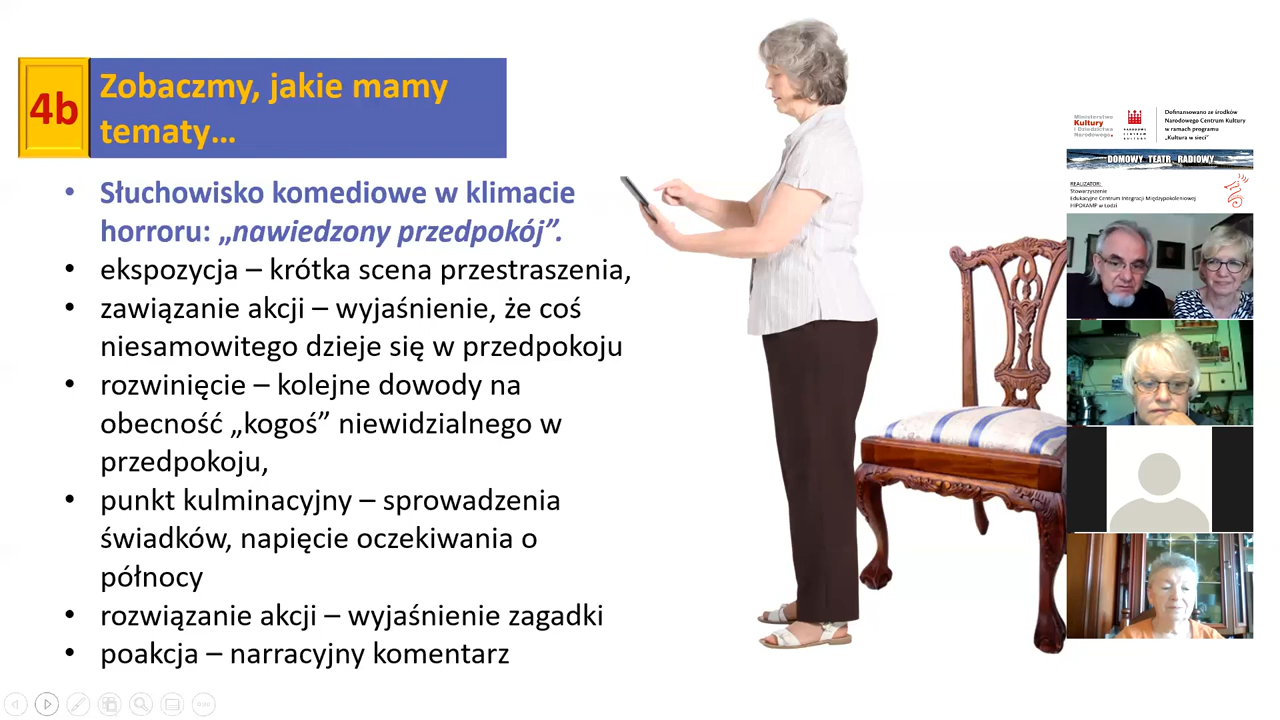 4b
Zobaczmy, jakie mamy
tematy…
• Słuchowisko komediowe w klimacie
horroru: „nawiedzony przedpokój”.
• ekspozycja – krótka scena przestraszenia,
• zawiązanie akcji – wyjaśnienie, że coś
niesamowitego dzieje się w przedpokoju
• rozwinięcie – kolejne dowody na
obecność „kogoś” niewidzialnego w
przedpokoju,
• punkt kulminacyjny – sprowadzenia
świadków, napięcie oczekiwania o
północy
• rozwiązanie akcji – wyjaśnienie zagadki
• poakcja – narracyjny komentarz
Ministerstwo
Kultury
i Dziedzictwa
Narodowego.
NARODOWE
CENTRUM
KULTURY
Dofinansowano ze środków
Narodowego Centrum Kultury
w ramach programu
„Kultura w sieci”
DOMOWY TEATR RADIOWY
REALIZATOR:
Stowarzyszenie
Edukacyjne Centrum Integracji Międzypokoleniowej
HIPOKAMP w Łodzi